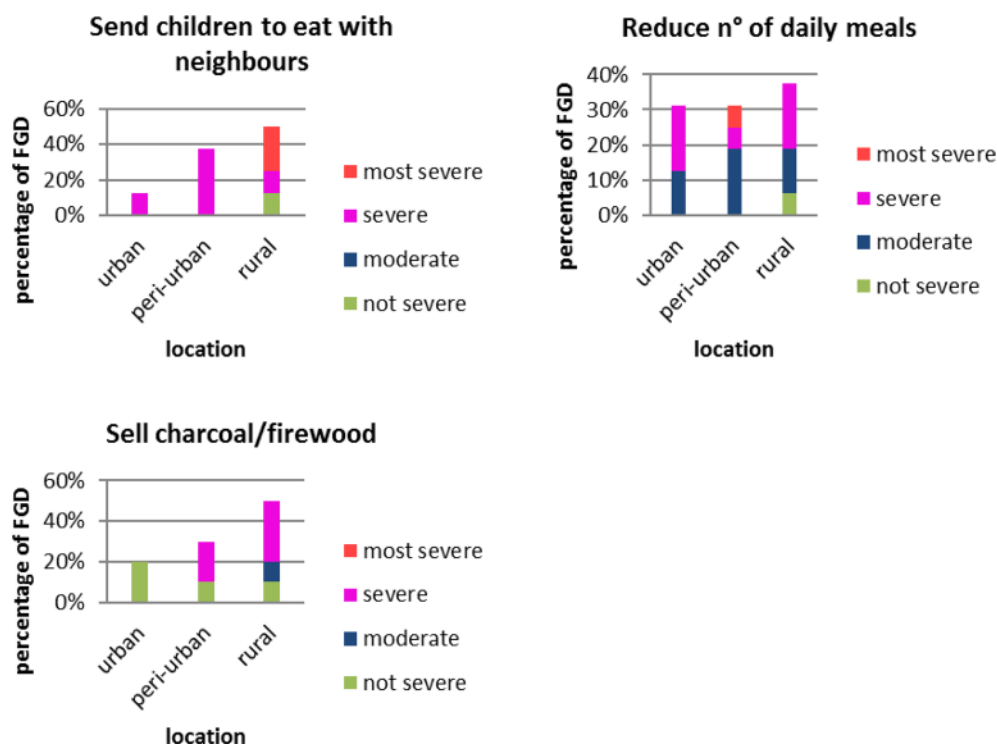 Send children to eat with
neighbours
percentage of FGD
60%
40%
20%
0%
urban
peri-urban
rural
location
most severe
severe
moderate
not severe
Reduce n° of daily meals
percentage of FGD
40%
30%
20%
10%
0%
urban
peri-urban
rural
location
most severe
severe
moderate
not severe
Sell charcoal/firewood
percentage of FGD
60%
40%
20%
0%
urban
peri-urban
rural
location
most severe
severe
moderate
not severe